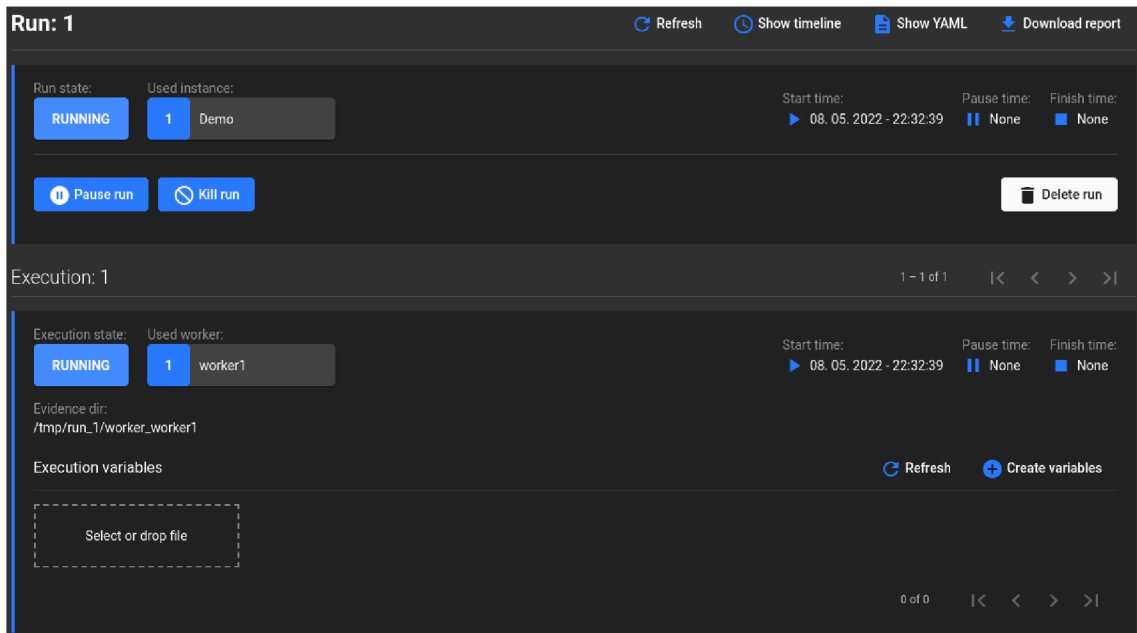 Run: 1
Refresh
Show timeline
Show YAML
Download report
Run state:
Used instance:
Start time:
Pause time:
Finish time:
RUNNING
1
Demo
08. 05. 2022 - 22:32:39
None
None
Pause run
Kill run
Delete run
Execution: 1
1 – 1 of 1
Execution state:
Used worker:
Start time:
Pause time:
Finish time:
RUNNING
1
worker1
08. 05. 2022 - 22:32:39
None
None
Evidence dir:
/tmp/run_1/worker_worker1
Execution variables
Refresh
Create variables
Select or drop file
0 of 0